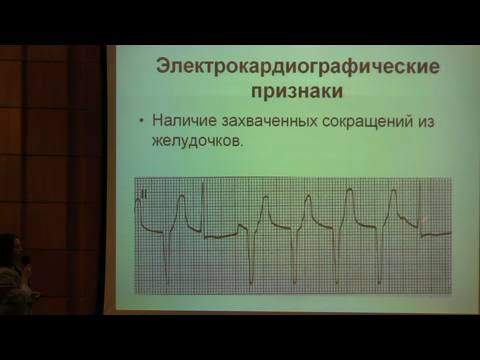 Электрокардиографические
признаки
• Наличие захваченных сокращений из
желудочков.
II